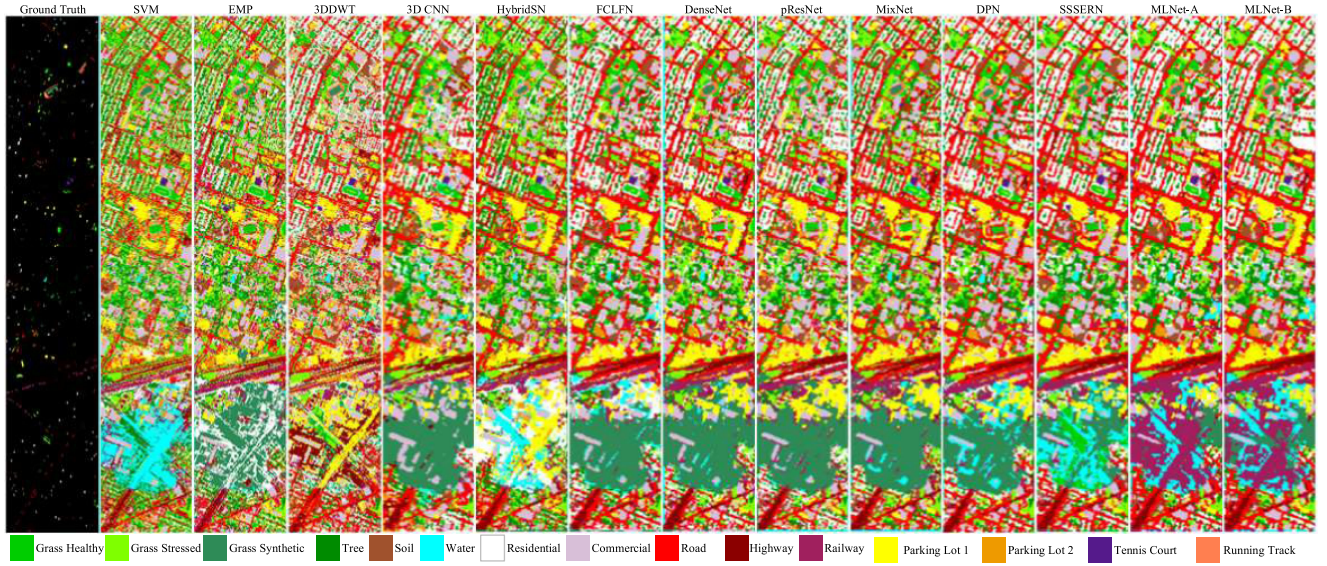 Ground Truth SVM EMP 3DDWT 3D CNN HybridSN FCLFN DenseNet pResNet MixNet DPN SSSERN MLNet-A MLNet-B
Grass Healthy Grass Stressed Grass Synthetic Tree Soil Water Residential Commercial Road Highway Railway Parking Lot 1 Parking Lot 2 Tennis Court Running Track